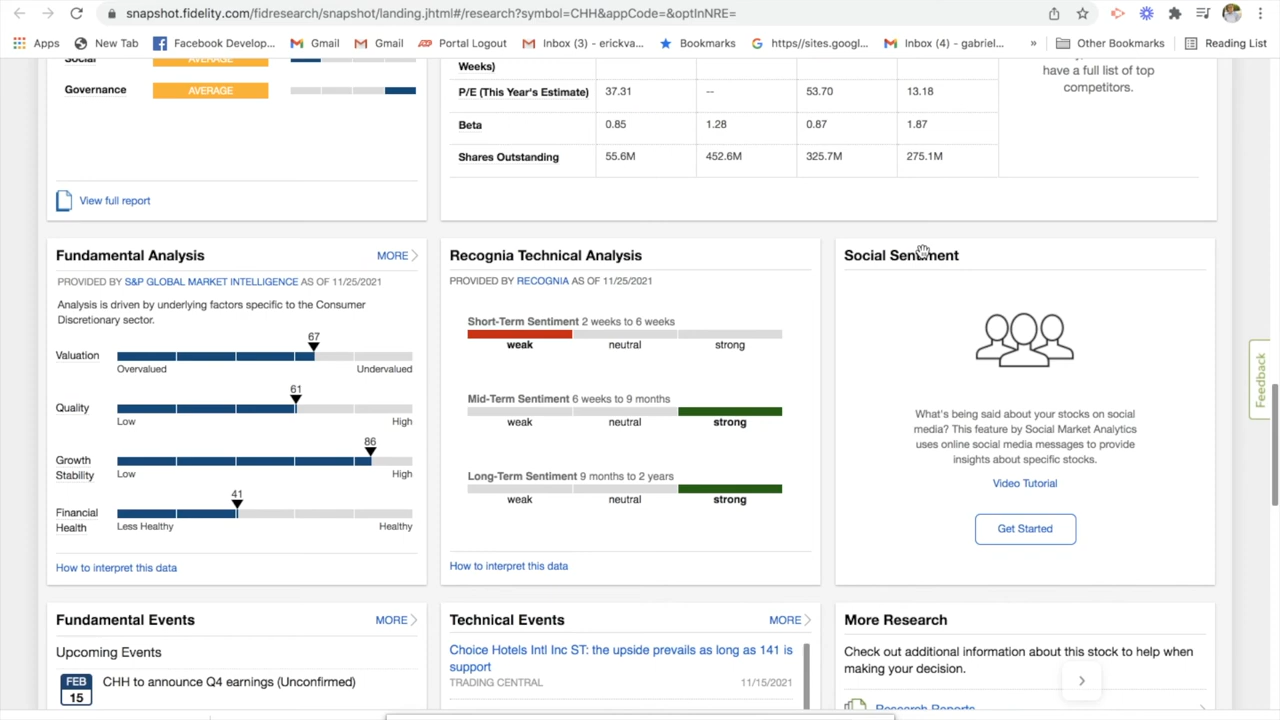 snapshot.fidelity.com/fidresearch/snapshot/landing.jhtml#/research?symbol=CHH&appCode=&optInNRE=
Apps
New Tab
Facebook Develop...
Gmail
Gmail
Portal Logout
Inbox (3) - erickva...
Bookmarks
https//sites.googl...
Inbox (4) - gabriel...
»
Other Bookmarks
Reading List
Social
AVERAGE
Governance
AVERAGE
View full report
Weeks)
P/E (This Year's Estimate) 37.31 -- 53.70 13.18
Beta 0.85 1.28 0.87 1.87
Shares Outstanding 55.6M 452.6M 325.7M 275.1M
have a full list of top
competitors.
Fundamental Analysis
MORE
PROVIDED BY S&P GLOBAL MARKET INTELLIGENCE AS OF 11/25/2021
Analysis is driven by underlying factors specific to the Consumer
Discretionary sector.
67
Valuation
Overvalued Undervalued
61
Quality
Low High
86
Growth
Stability
Low High
41
Financial
Health
Less Healthy Healthy
How to interpret this data
Recognia Technical Analysis
PROVIDED BY RECOGNIA AS OF 11/25/2021
Short-Term Sentiment 2 weeks to 6 weeks
weak neutral strong
Mid-Term Sentiment 6 weeks to 9 months
weak neutral strong
Long-Term Sentiment 9 months to 2 years
weak neutral strong
How to interpret this data
Social Sentiment
What's being said about your stocks on social
media? This feature by Social Market Analytics
uses online social media messages to provide
insights about specific stocks.
Video Tutorial
Get Started
Feedback
Fundamental Events
MORE
Upcoming Events
FEB
15
CHH to announce Q4 earnings (Unconfirmed)
Technical Events
MORE
Choice Hotels Intl Inc ST: the upside prevails as long as 141 is
support
TRADING CENTRAL 11/15/2021
More Research
Check out additional information about this stock to help when
making your decision.
Research Reports